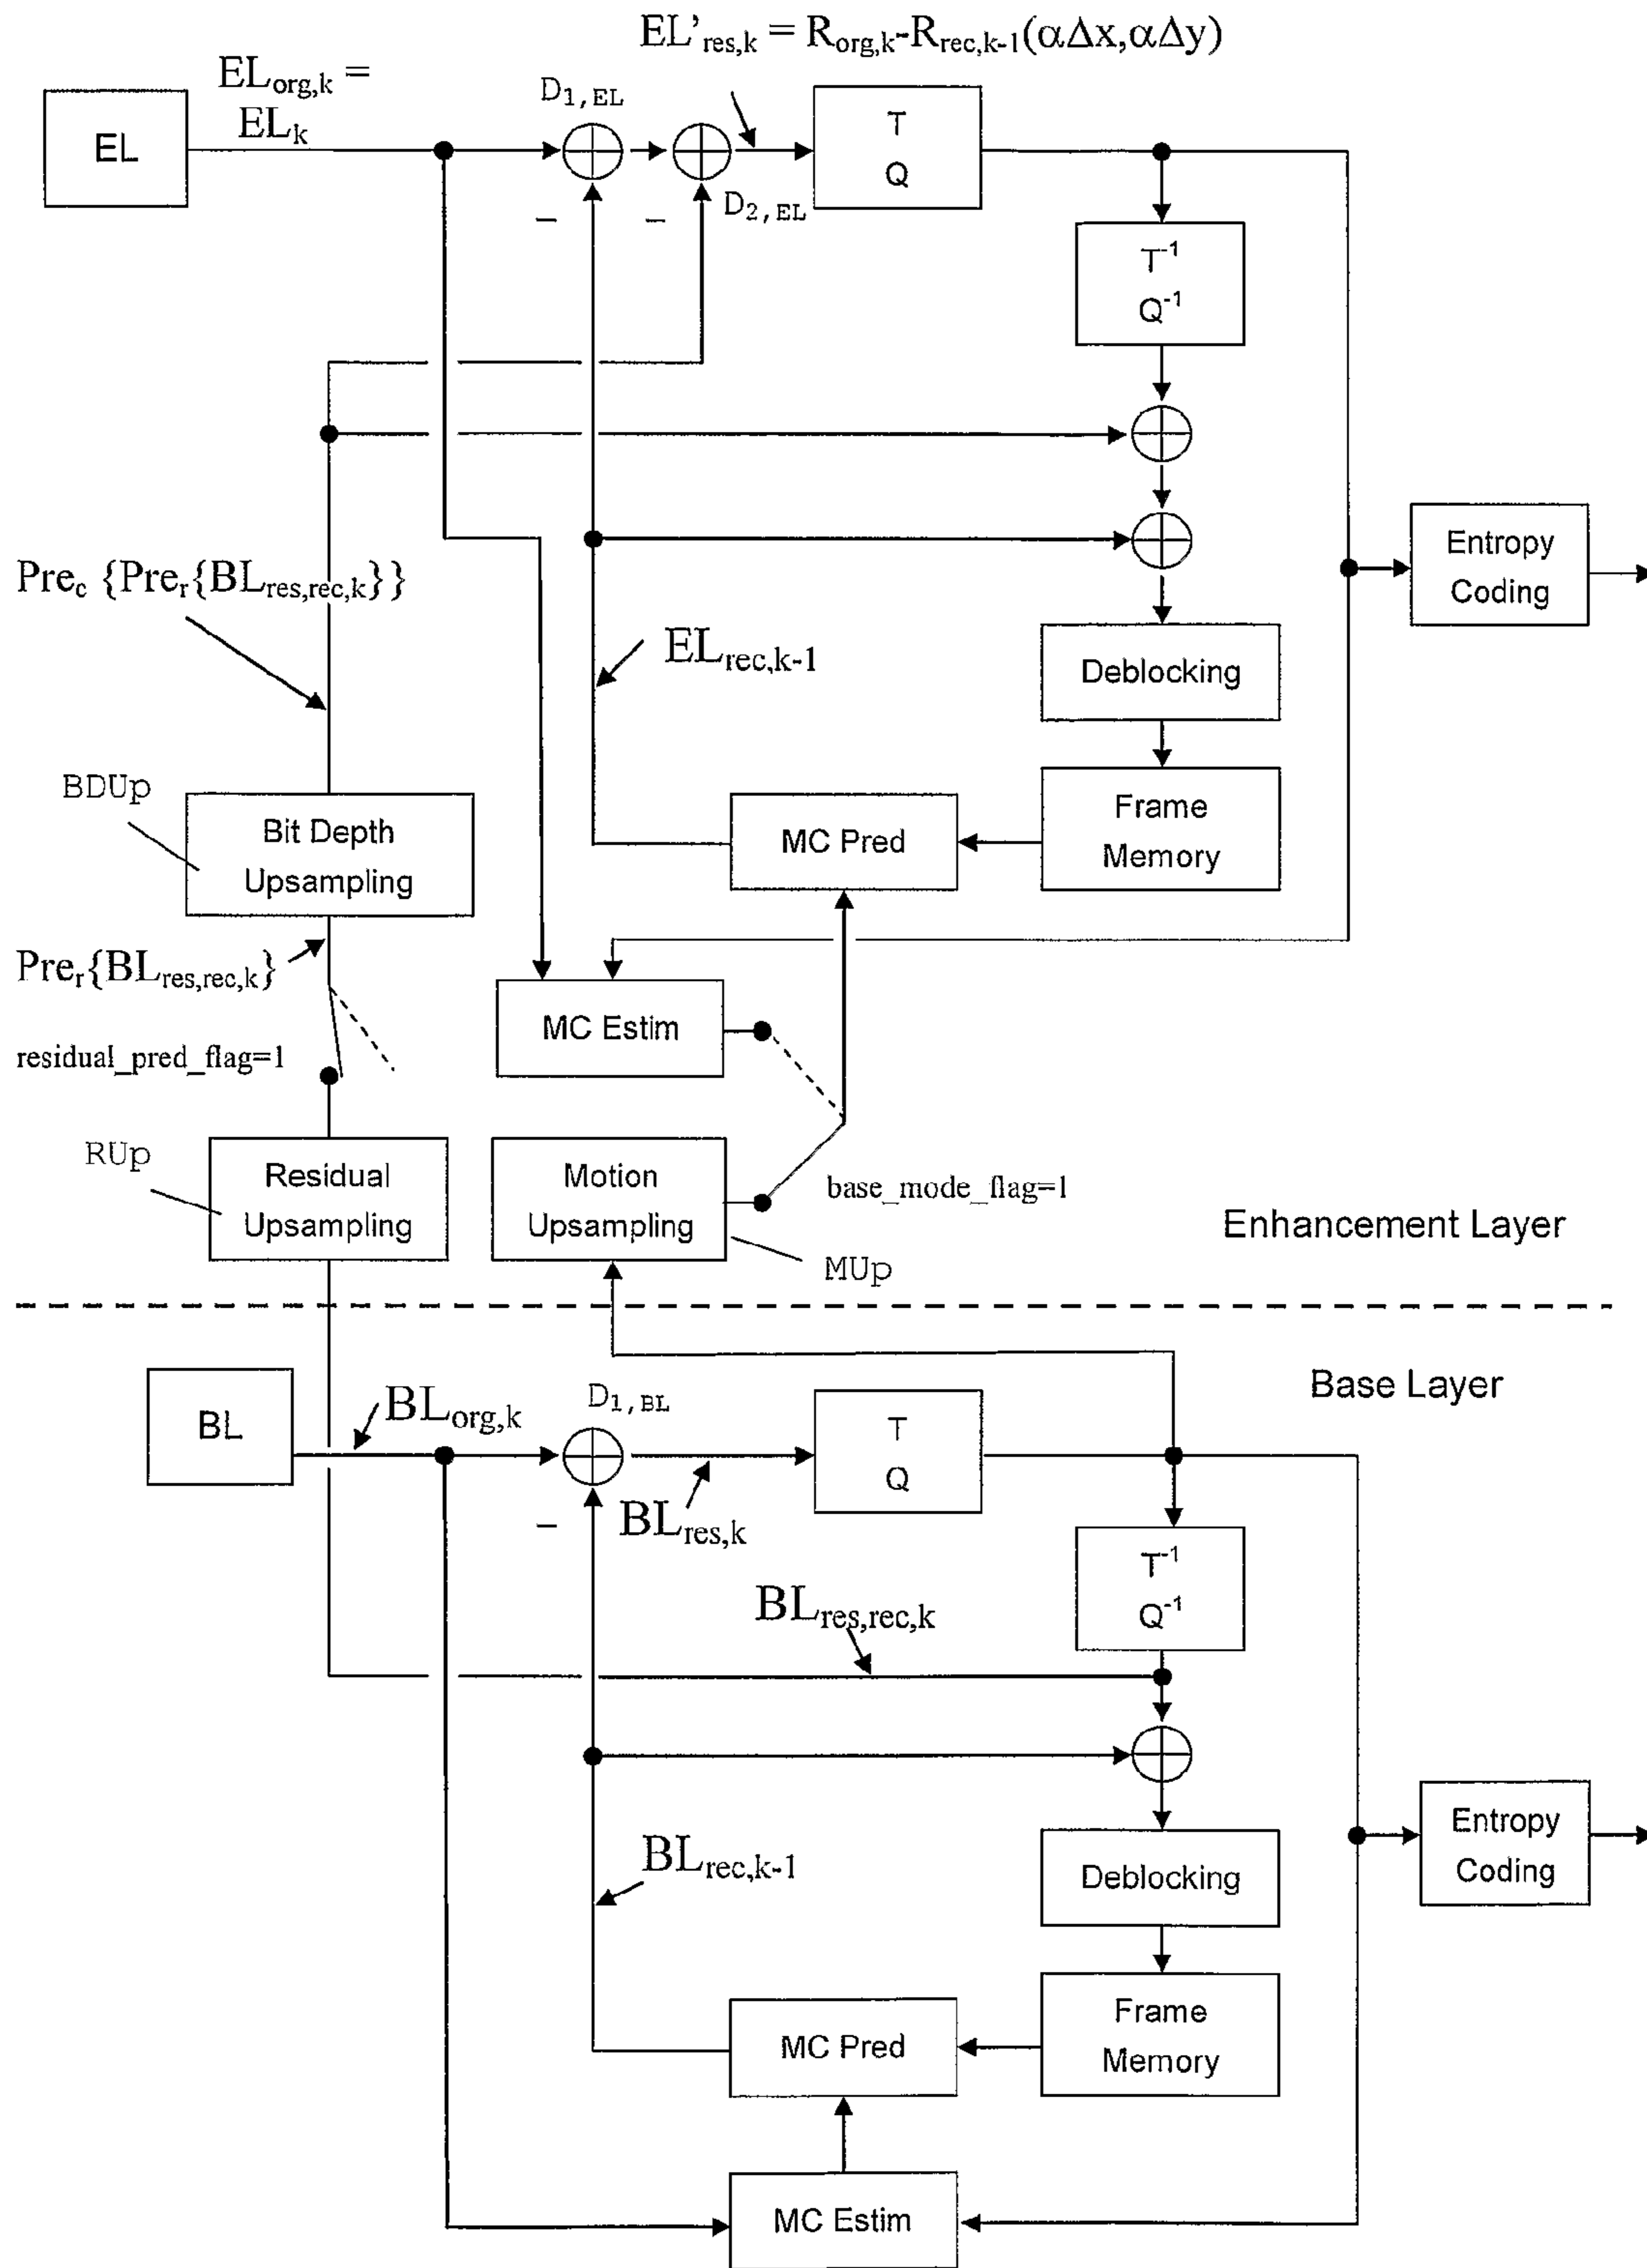 EL'res,k = Rorg,k-Rrec,k-1(αΔx,αΔy)
ELorg,k =
ELk
EL
D1,EL
T
Q
–
–
D2,EL
T-1
Q-1
Entropy
Coding
Prec {Prer{BLres,rec,k}}
ELrec,k-1
Deblocking
BDUp
Bit Depth
Upsampling
MC Pred
Frame
Memory
Prer{BLres,rec,k}
MC Estim
residual_pred_flag=1
RUp
Residual
Upsampling
Motion
Upsampling
base_mode_flag=1
MUp
Enhancement Layer
Base Layer
BL
BLorg,k
D1,BL
T
Q
–
BLres,k
T-1
Q-1
BLres,rec,k
Entropy
Coding
BLrec,k-1
Deblocking
MC Pred
Frame
Memory
MC Estim